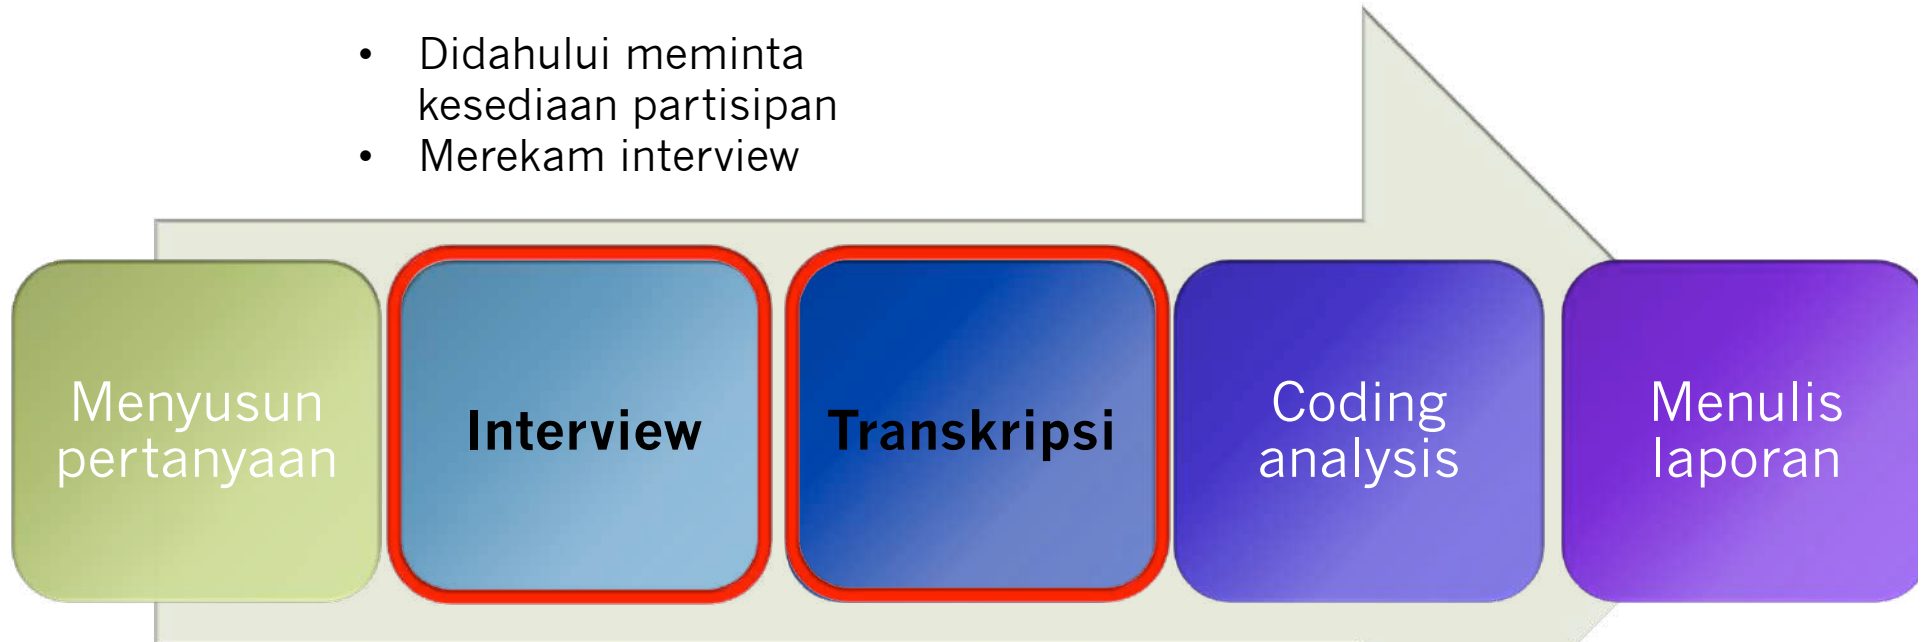 • Didahului meminta
kesediaan partisipan
• Merekam interview
Menyusun
pertanyaan
Interview
Transkripsi
Coding
analysis
Menulis
laporan